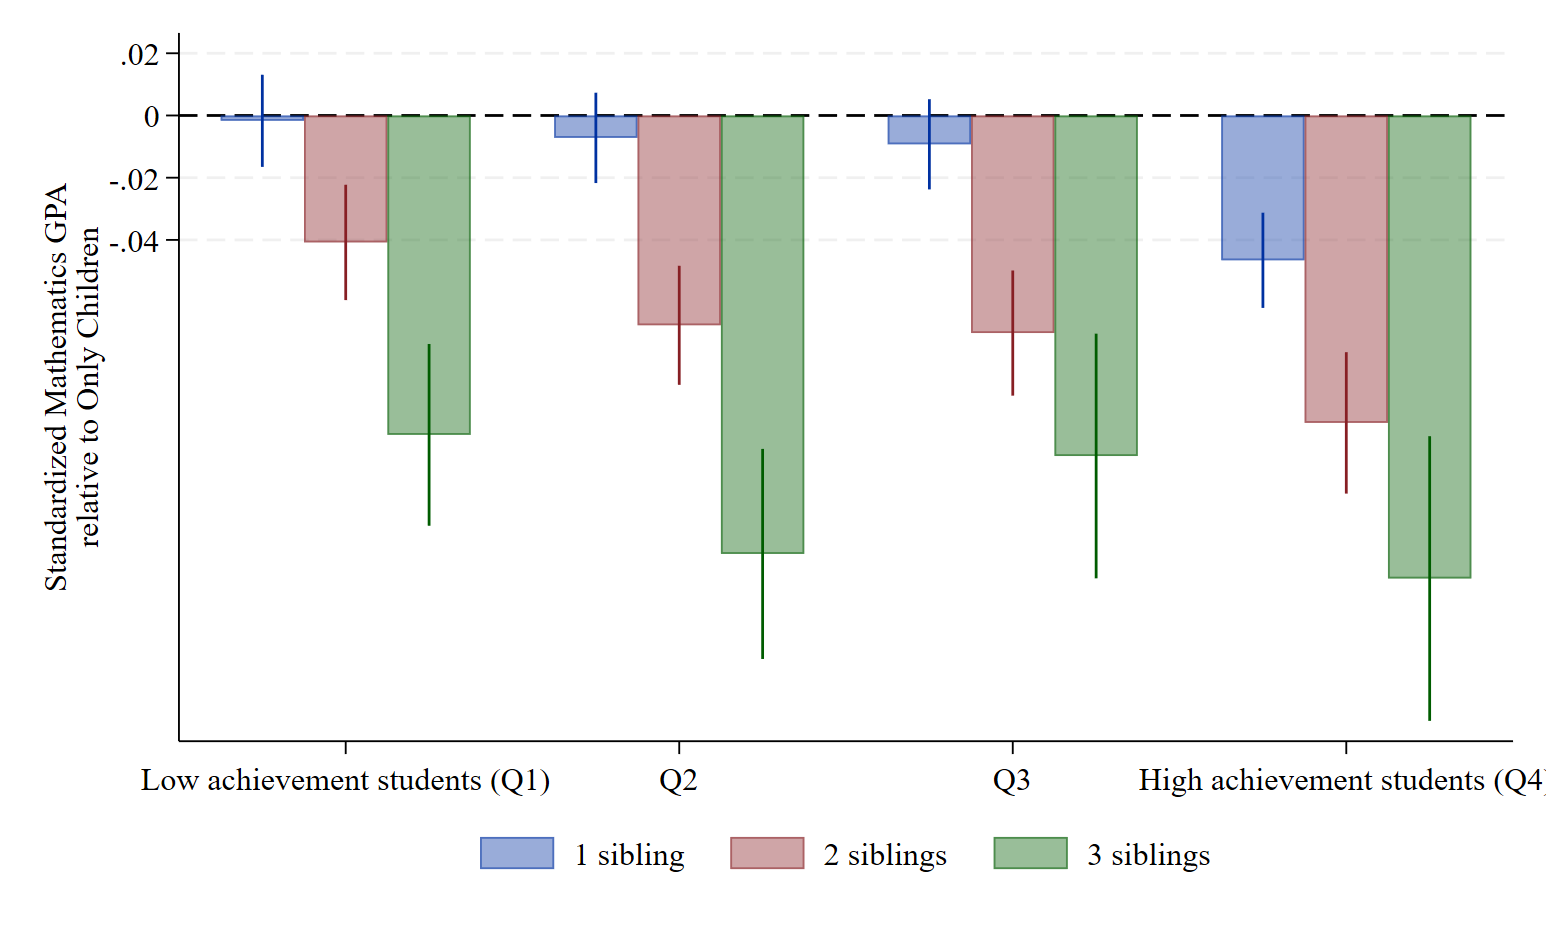 .02
0
-.02
-.04
Standardized Mathematics GPA
relative to Only Children
Low achievement students (Q1)
Q2
Q3
High achievement students (Q4
1 sibling
2 siblings
3 siblings